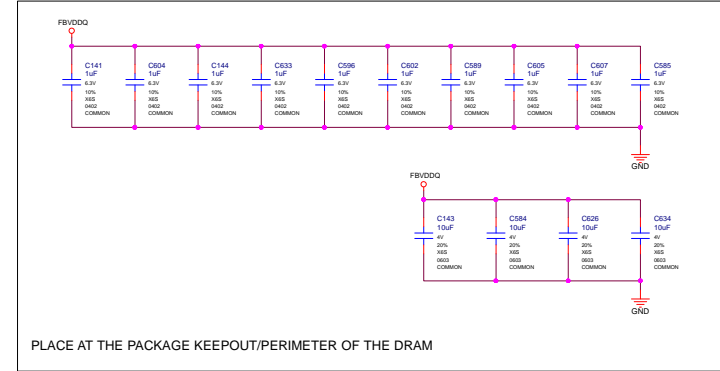 FBVDDQ
C141 C604 C144 C633 C596 C602 C589 C605 C607 C585
1uF 1uF 1uF 1uF 1uF 1uF 1uF 1uF 1uF 1uF
6.3V 6.3V 6.3V 6.3V 6.3V 6.3V 6.3V 6.3V 6.3V 6.3V
10% 10% 10% 10% 10% 10% 10% 10% 10% 10%
X6S X6S X6S X6S X6S X6S X6S X6S X6S X6S
0402 0402 0402 0402 0402 0402 0402 0402 0402 0402
COMMON COMMON COMMON COMMON COMMON COMMON COMMON COMMON COMMON COMMON
GND
FBVDDQ
C143 C584 C626 C634
10uF 10uF 10uF 10uF
4V 4V 4V 4V
20% 20% 20% 20%
X6S X6S X6S X6S
0603 0603 0603 0603
COMMON COMMON COMMON COMMON
GND
PLACE AT THE PACKAGE KEEPOUT/PERIMETER OF THE DRAM